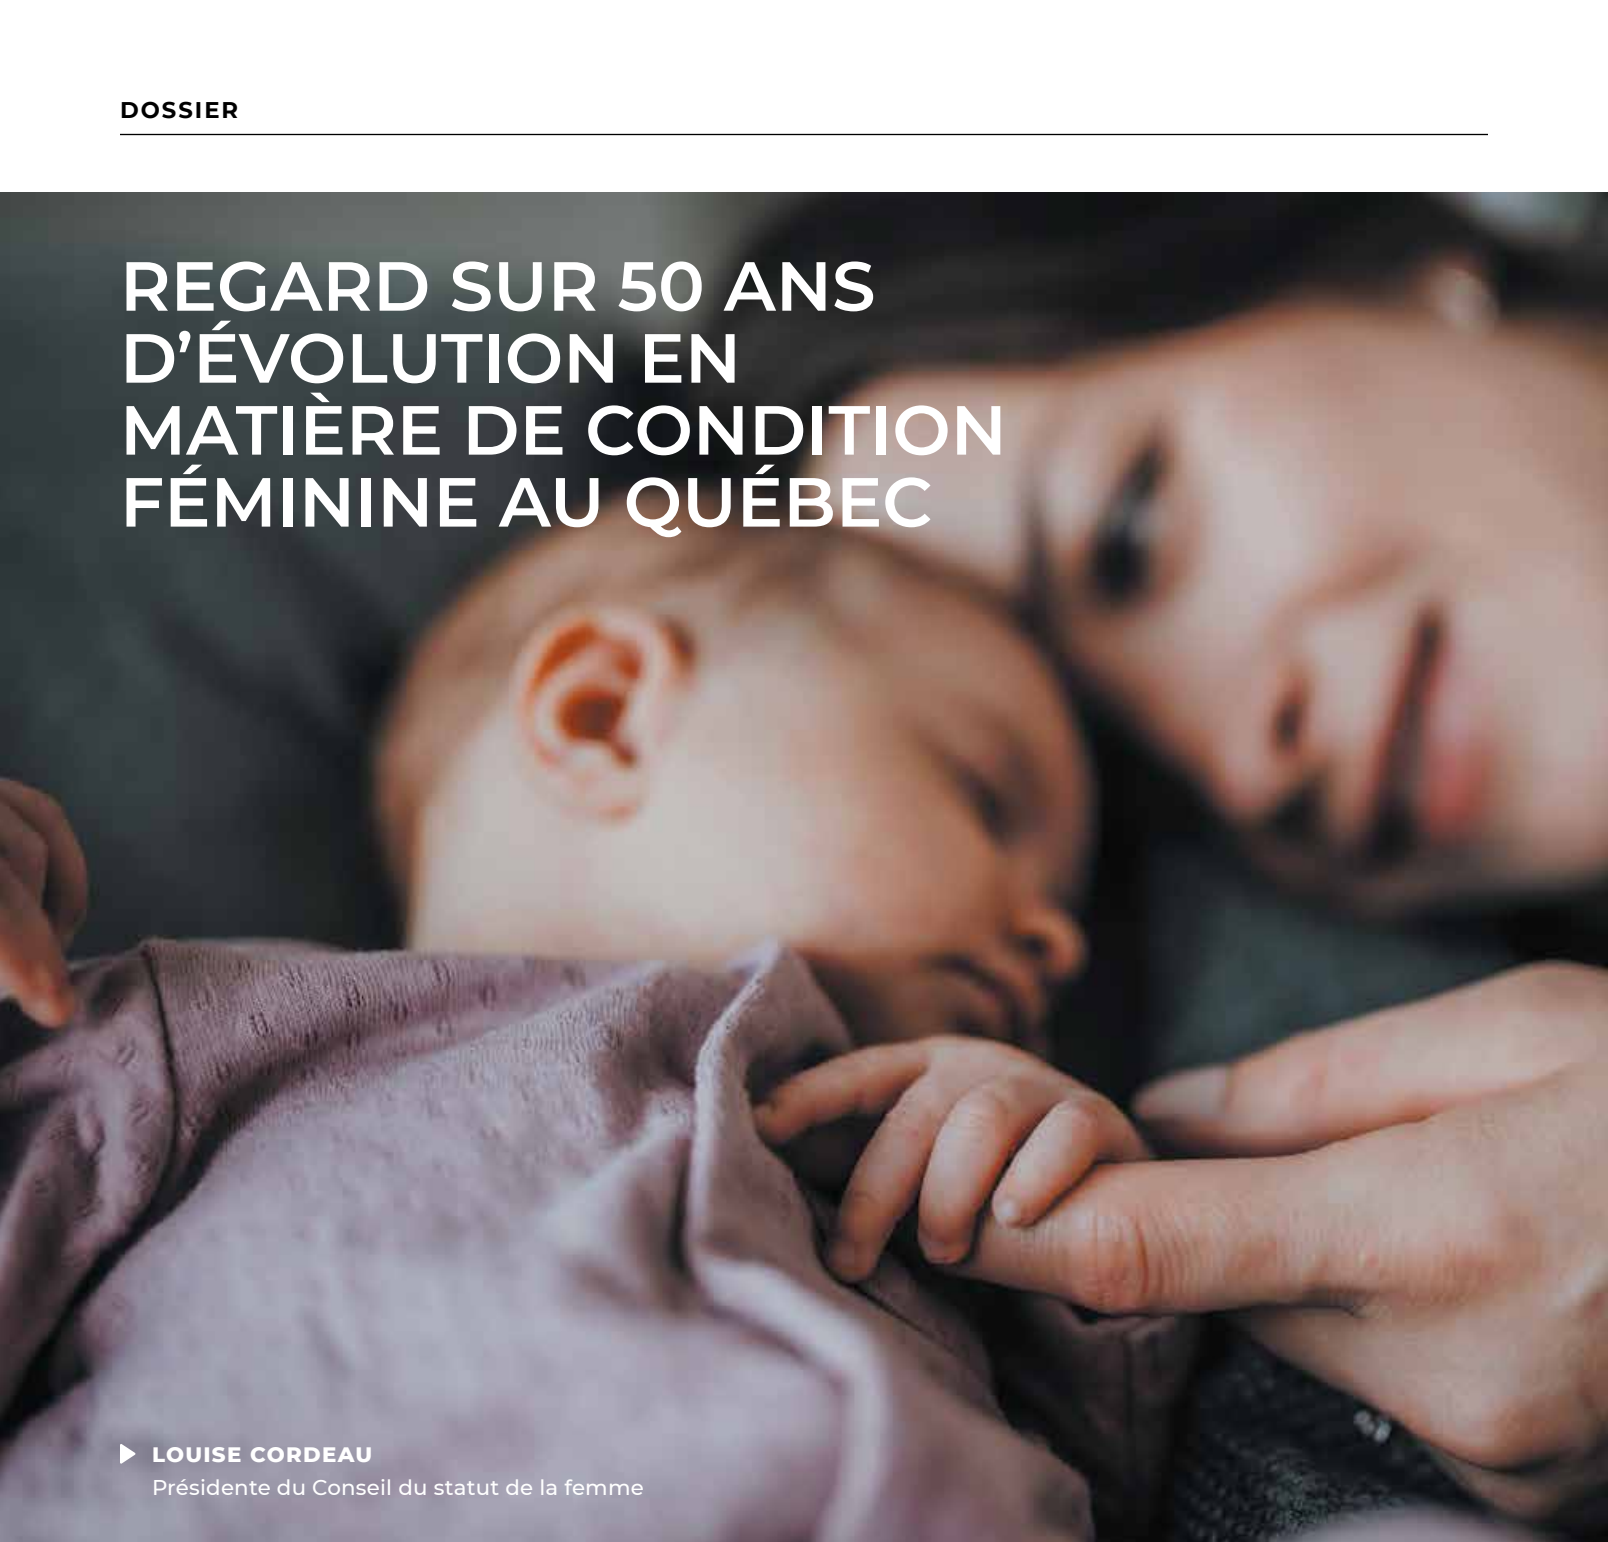 DOSSIER
REGARD SUR 50 ANS
D’ÉVOLUTION EN
MATIÈRE DE CONDITION
FÉMININE AU QUÉBEC
LOUISE CORDEAU
Présidente du Conseil du statut de la femme